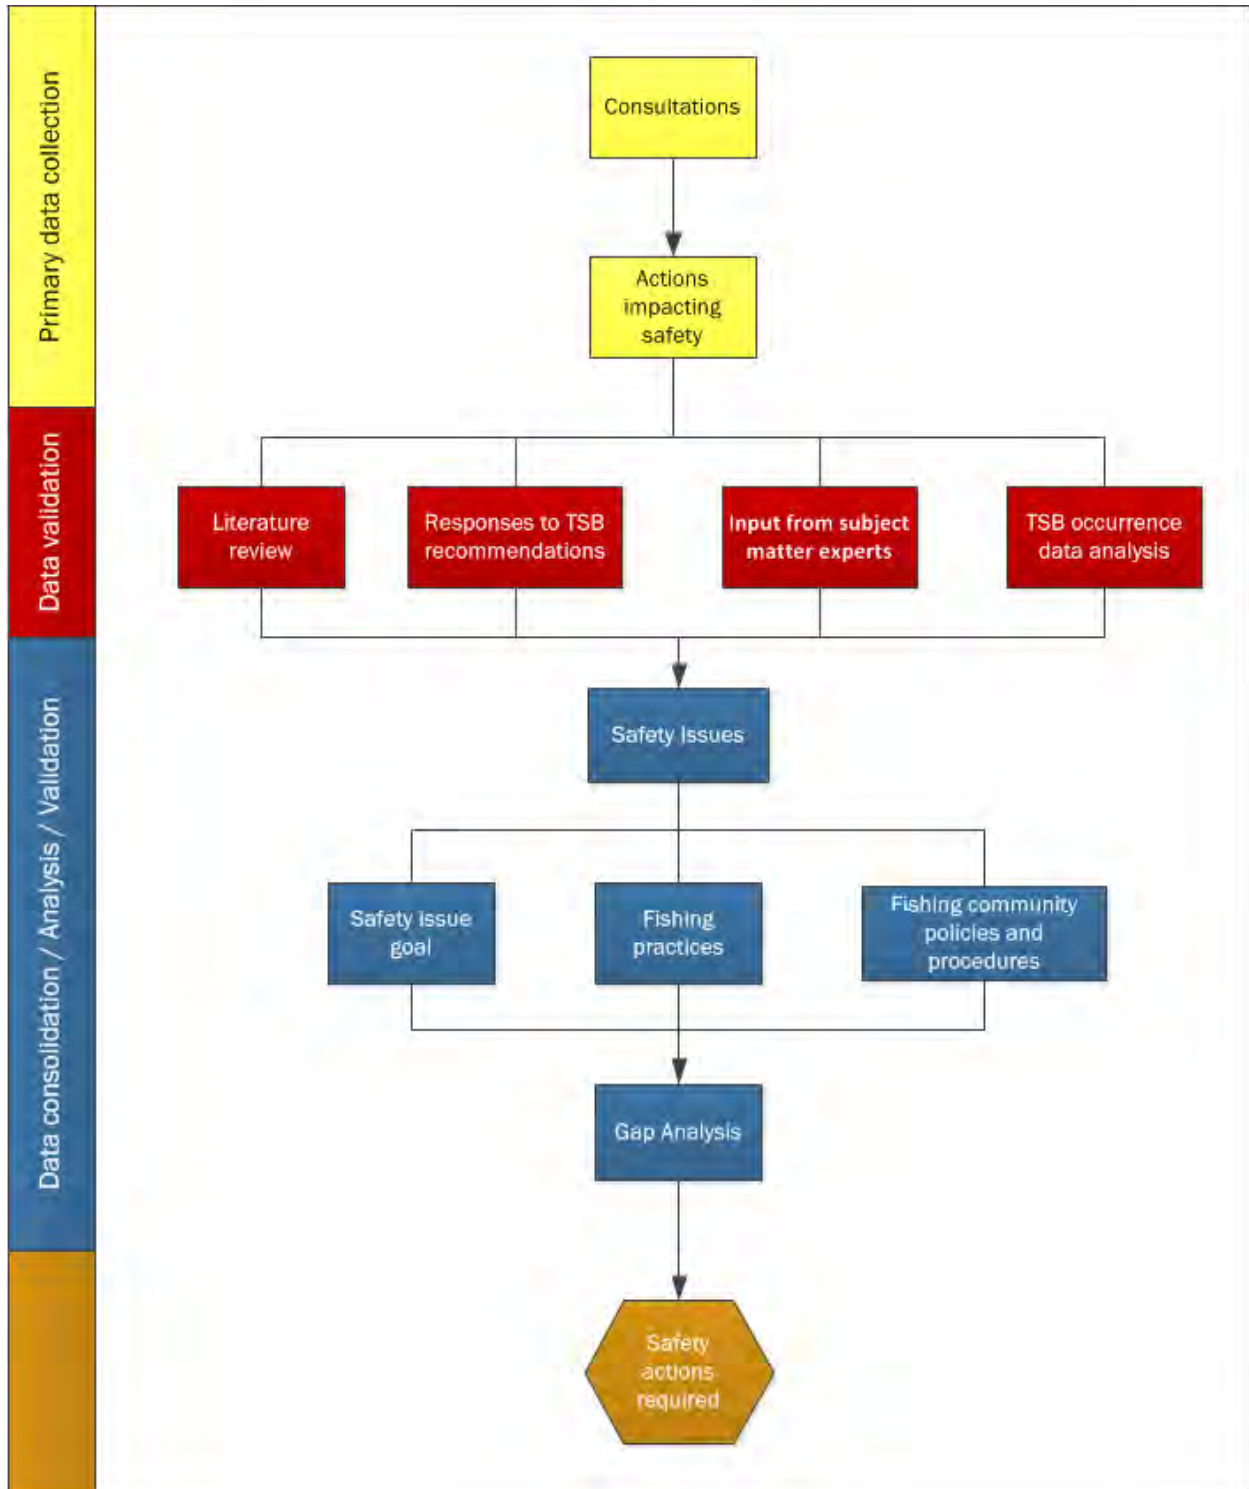 Primary data collection
Consultations
Actions
impacting
safety
Data validation
Literature
review
Responses to TSB
recommendations
Input from subject
matter experts
TSB occurrence
data analysis
Data consolidation / Analysis / Validation
Safety Issues
Safety issue
goal
Fishing
practices
Fishing community
policies and
procedures
Gap Analysis
Safety
actions
required